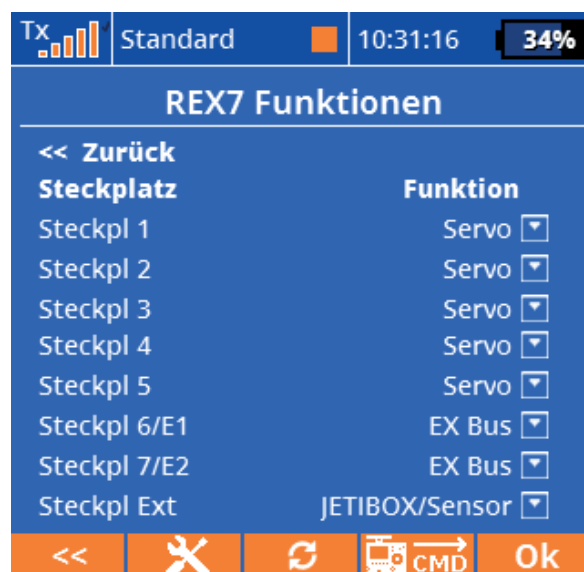 Tx Standard 10:31:16 34%
REX7 Funktionen
<< Zurück
Steckplatz Funktion
Steckpl 1 Servo
Steckpl 2 Servo
Steckpl 3 Servo
Steckpl 4 Servo
Steckpl 5 Servo
Steckpl 6/E1 EX Bus
Steckpl 7/E2 EX Bus
Steckpl Ext JETIBOX/Sensor
<< CMD Ok